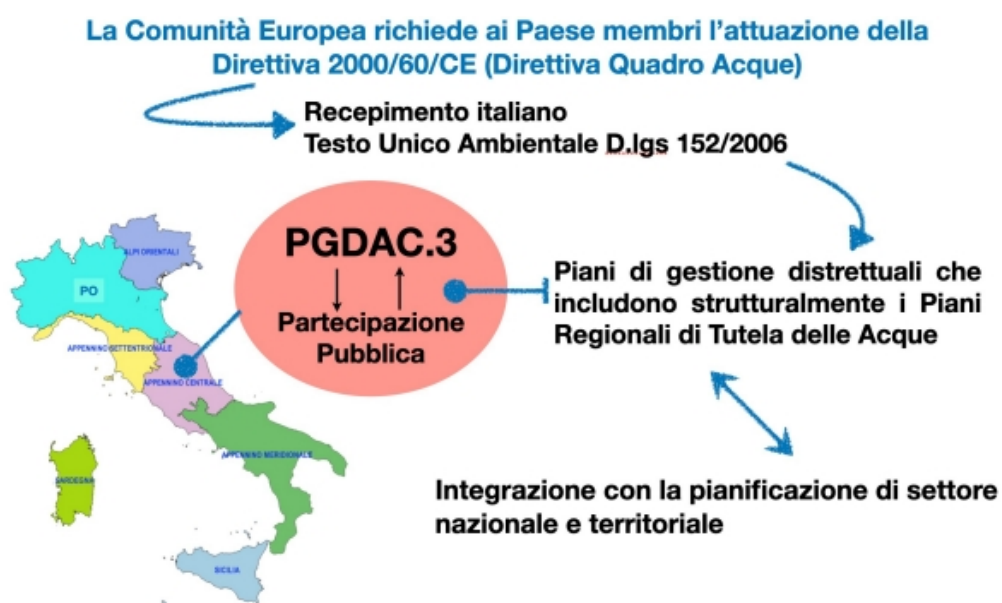 La Comunità Europea richiede ai Paese membri l’attuazione della
Direttiva 2000/60/CE (Direttiva Quadro Acque)
Recepimento italiano
Testo Unico Ambientale D.lgs 152/2006
PGDAC.3
Partecipazione
Pubblica
Piani di gestione distrettuali che
includono strutturalmente i Piani
Regionali di Tutela delle Acque
Integrazione con la pianificazione di settore
nazionale e territoriale
ALPI ORIENTALI
PO
APPENNINO SETTENTRIONALE
APPENNINO CENTRALE
APPENNINO MERIDIONALE
SARDEGNA
SICILIA